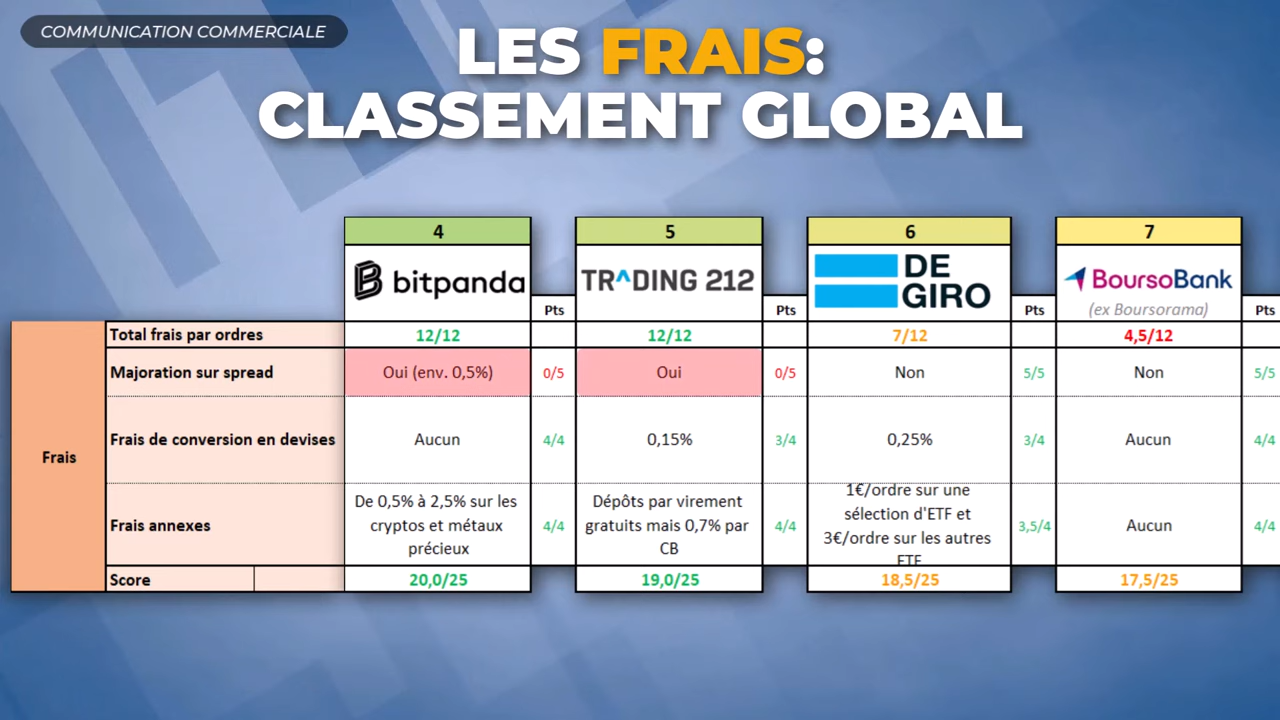 COMMUNICATION COMMERCIALE
LES FRAIS:
CLASSEMENT GLOBAL
4
5
6
7
bitpanda
TRADING 212
DE
GIRO
BoursoBank
(ex Boursorama)
Pts
Pts
Pts
Pts
Total frais par ordres
12/12
12/12
7/12
4,5/12
Frais
Majoration sur spread
Oui (env. 0,5%)
0/5
Oui
0/5
Non
5/5
Non
5/5
Frais de conversion en devises
Aucun
4/4
0,15%
3/4
0,25%
3/4
Aucun
4/4
Frais annexes
De 0,5% à 2,5% sur les
cryptos et métaux
précieux
4/4
Dépôts par virement
gratuits mais 0,7% par
CB
4/4
1€/ordre sur une
sélection d'ETF et
3€/ordre sur les autres
ETF
3,5/4
Aucun
4/4
Score
20,0/25
19,0/25
18,5/25
17,5/25